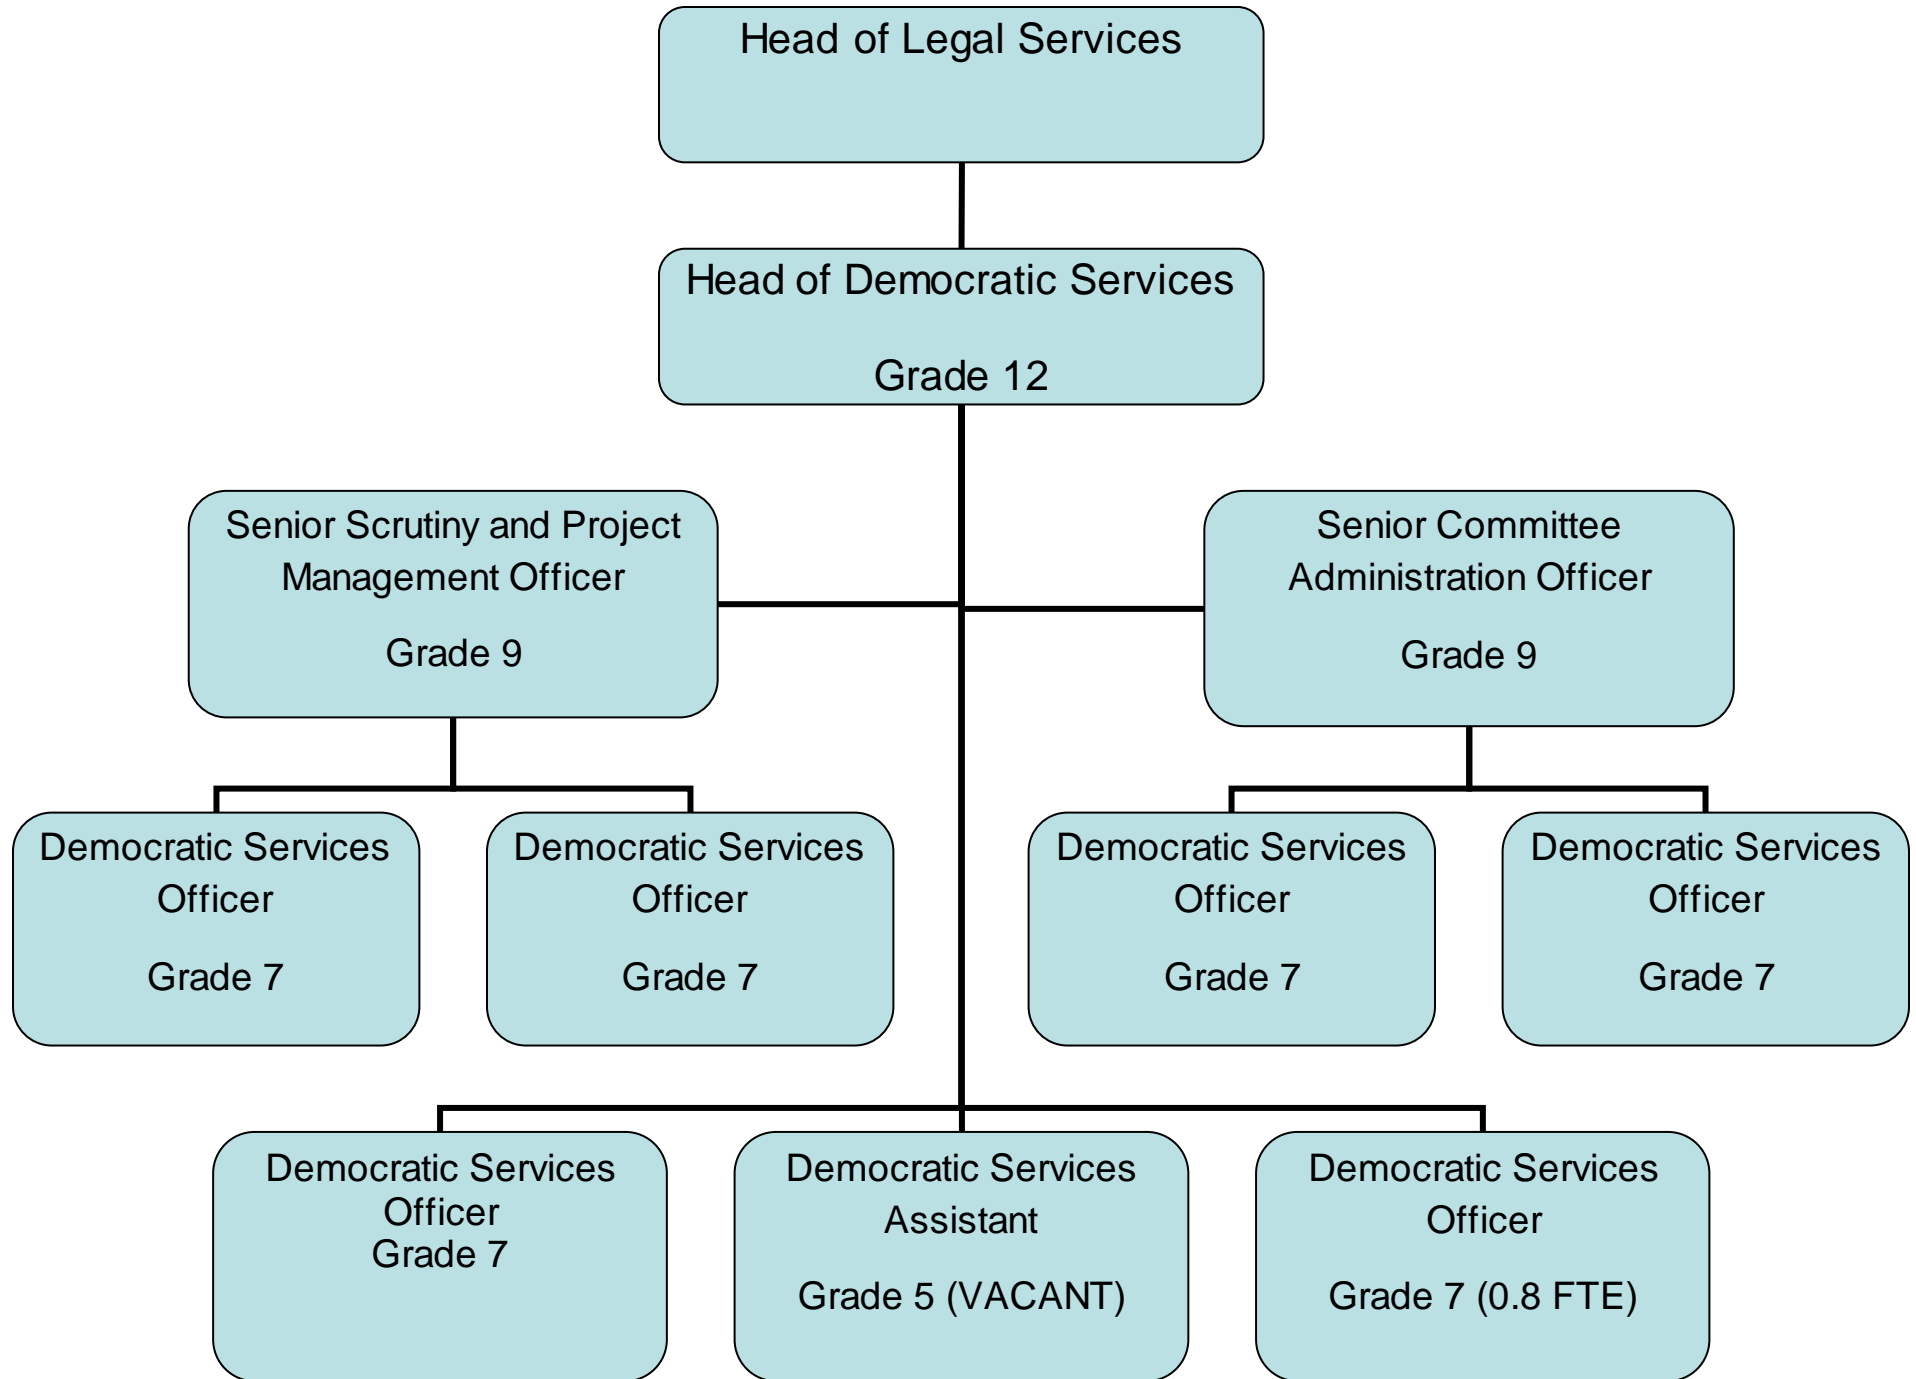 Head of Legal Services
Head of Democratic Services
Grade 12
Senior Scrutiny and Project
Management Officer
Grade 9
Senior Committee
Administration Officer
Grade 9
Democratic Services
Officer
Grade 7
Democratic Services
Officer
Grade 7
Democratic Services
Officer
Grade 7
Democratic Services
Officer
Grade 7
Democratic Services
Officer
Grade 7
Democratic Services
Assistant
Grade 5 (VACANT)
Democratic Services
Officer
Grade 7 (0.8 FTE)